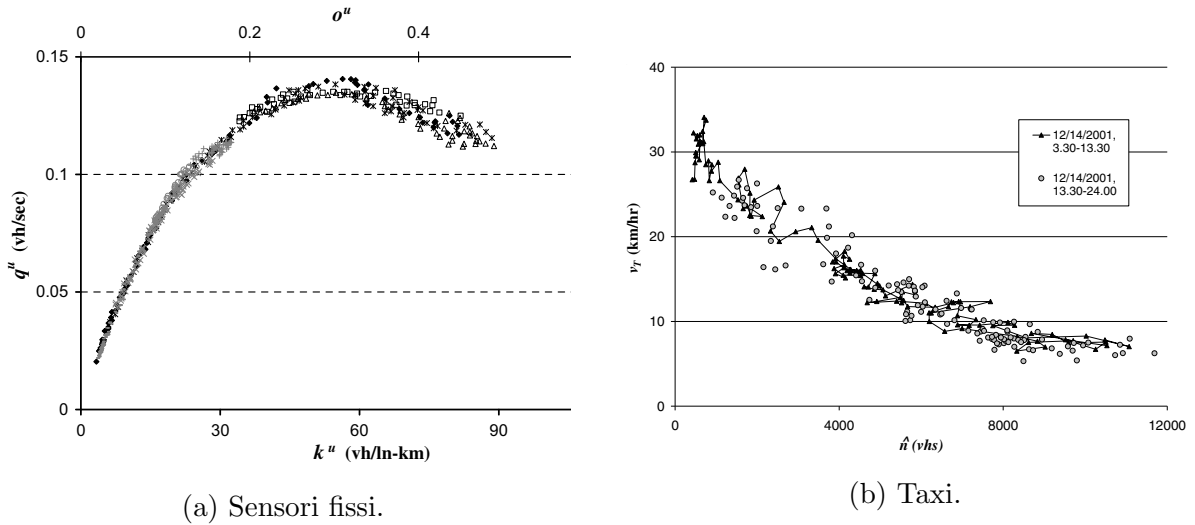 o^u
0 0.2 0.4
0.15
0.1
0.05
0
q^u (vh/sec)
0 30 60 90
k^u (vh/ln-km)
(a) Sensori fissi.
40
30
20
10
0
v_T (km/hr)
12/14/2001,
3.30-13.30
12/14/2001,
13.30-24.00
0 4000 8000 12000
n̂ (vhs)
(b) Taxi.